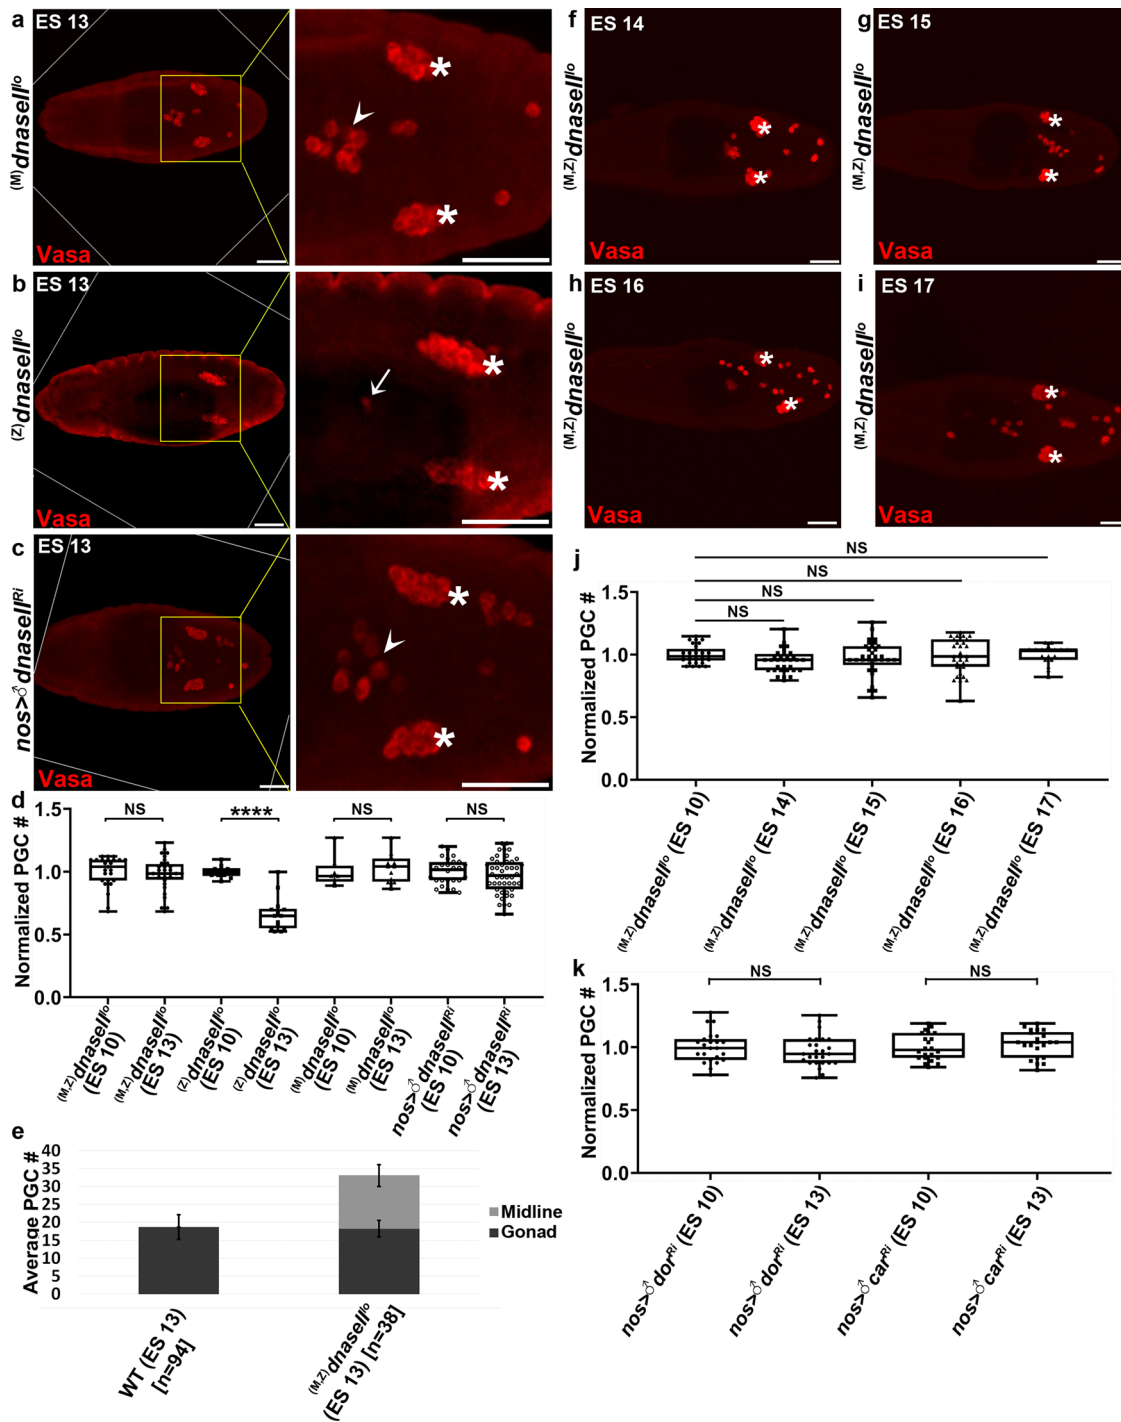 a
ES 13
(M)dnaseIIlo
Vasa
*
*
b
ES 13
(Z)dnaseIIlo
Vasa
*
*
c
ES 13
nos>♂dnaseIIRi
Vasa
*
*
f
ES 14
(M,Z)dnaseIIlo
Vasa
*
*
g
ES 15
(M,Z)dnaseIIlo
Vasa
*
*
h
ES 16
(M,Z)dnaseIIlo
Vasa
*
*
i
ES 17
(M,Z)dnaseIIlo
Vasa
*
*
d
Normalized PGC #
1.5
1.0
0.5
0.0
NS
****
NS
NS
(M,Z)dnaseIIlo
(ES 10)
(M,Z)dnaseIIlo
(ES 13)
(Z)dnaseIIlo
(ES 10)
(Z)dnaseIIlo
(ES 13)
(M)dnaseIIlo
(ES 10)
(M)dnaseIIlo
(ES 13)
nos>♂dnaseIIRi
(ES 10)
nos>♂dnaseIIRi
(ES 13)
e
Average PGC #
40
35
30
25
20
15
10
5
0
Midline
Gonad
WT (ES 13)
[n=94]
(M,Z)dnaseIIlo
(ES 13) [n=38]
j
NS
NS
NS
NS
Normalized PGC #
1.5
1.0
0.5
0.0
(M,Z)dnaseIIlo (ES 10)
(M,Z)dnaseIIlo (ES 14)
(M,Z)dnaseIIlo (ES 15)
(M,Z)dnaseIIlo (ES 16)
(M,Z)dnaseIIlo (ES 17)
k
NS
NS
Normalized PGC #
1.5
1.0
0.5
0.0
nos>♂dorRi (ES 10)
nos>♂dorRi (ES 13)
nos>♂carRi (ES 10)
nos>♂carRi (ES 13)